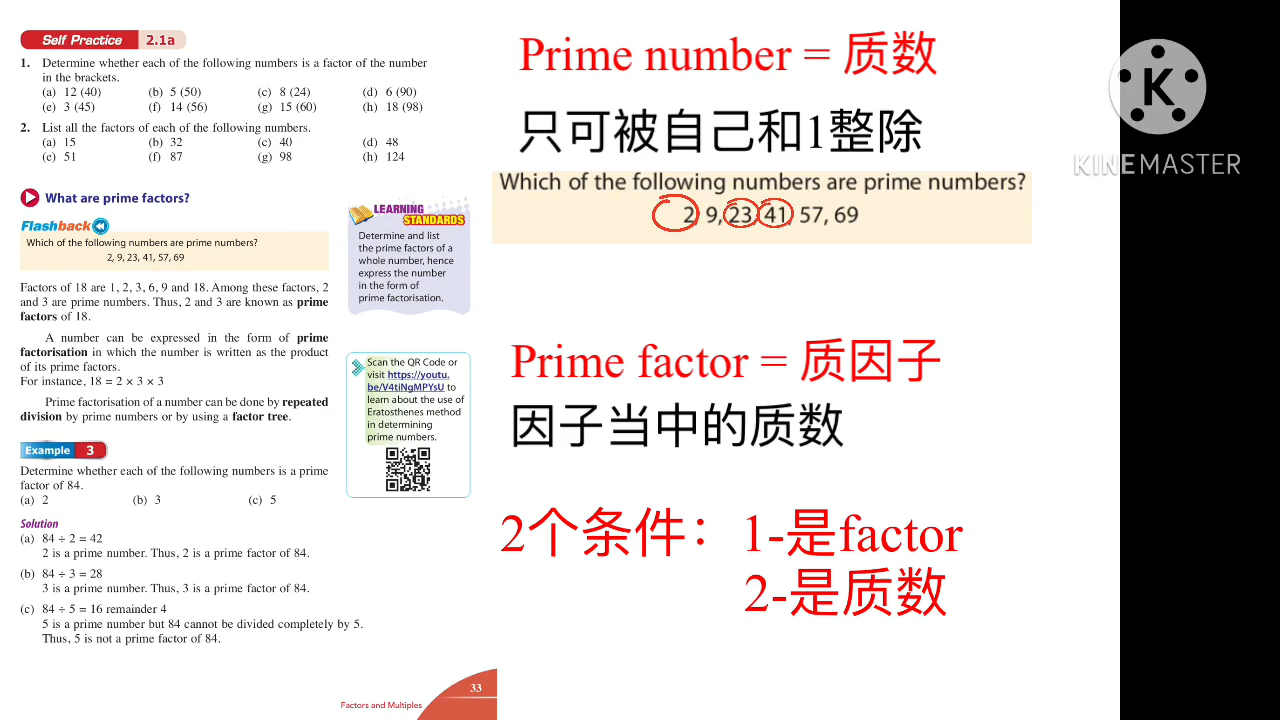 Self Practice 2.1a
1. Determine whether each of the following numbers is a factor of the number
in the brackets.
(a) 12 (40) (b) 5 (50) (c) 8 (24) (d) 6 (90)
(e) 3 (45) (f) 14 (56) (g) 15 (60) (h) 18 (98)
2. List all the factors of each of the following numbers.
(a) 15 (b) 32 (c) 40 (d) 48
(e) 51 (f) 87 (g) 98 (h) 124
What are prime factors?
Flashback
Which of the following numbers are prime numbers?
2, 9, 23, 41, 57, 69
Factors of 18 are 1, 2, 3, 6, 9 and 18. Among these factors, 2
and 3 are prime numbers. Thus, 2 and 3 are known as prime
factors of 18.
A number can be expressed in the form of prime
factorisation in which the number is written as the product
of its prime factors.
For instance, 18 = 2 × 3 × 3
Prime factorisation of a number can be done by repeated
division by prime numbers or by using a factor tree.
Example 3
Determine whether each of the following numbers is a prime
factor of 84.
(a) 2 (b) 3 (c) 5
Solution
(a) 84 ÷ 2 = 42
2 is a prime number. Thus, 2 is a prime factor of 84.
(b) 84 ÷ 3 = 28
3 is a prime number. Thus, 3 is a prime factor of 84.
(c) 84 ÷ 5 = 16 remainder 4
5 is a prime number but 84 cannot be divided completely by 5.
Thus, 5 is not a prime factor of 84.
LEARNING
STANDARDS
Determine and list
the prime factors of a
whole number, hence
express the number
in the form of
prime factorisation.
Scan the QR Code or
visit https://youtu.
be/V4tiNgMPYsU to
learn about the use of
Eratosthenes method
in determining
prime numbers.
33
Factors and Multiples
Prime number = 质数
只可被自己和1整除
Which of the following numbers are prime numbers?
2, 9, 23, 41, 57, 69
Prime factor = 质因子
因子当中的质数
2个条件：1-是factor
2-是质数
K
KINEMASTER